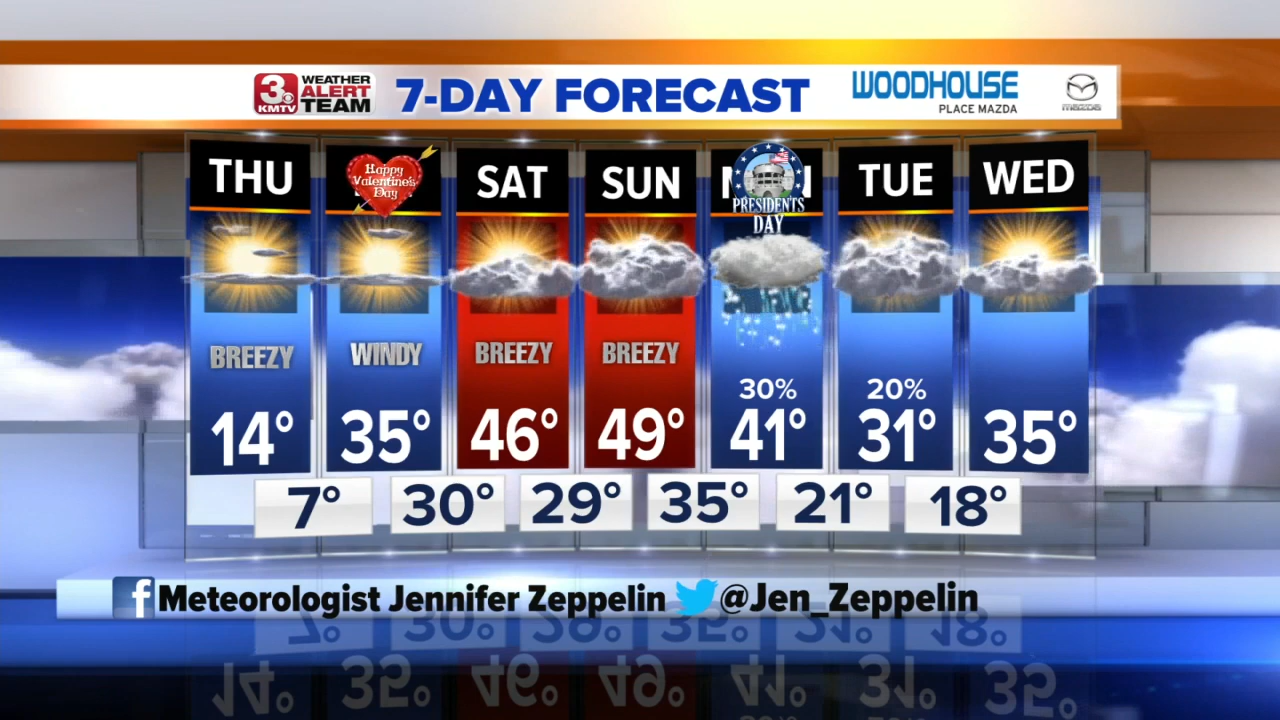 3 KMTV
WEATHER
ALERT
TEAM
7-DAY FORECAST
WOODHOUSE
PLACE MAZDA
THU
Happy
Valentine's
Day
SAT
SUN
PRESIDENTS
DAY
TUE
WED
BREEZY
WINDY
BREEZY
BREEZY
30%
20%
14°
35°
46°
49°
41°
31°
35°
7°
30°
29°
35°
21°
18°
f Meteorologist Jennifer Zeppelin @Jen_Zeppelin